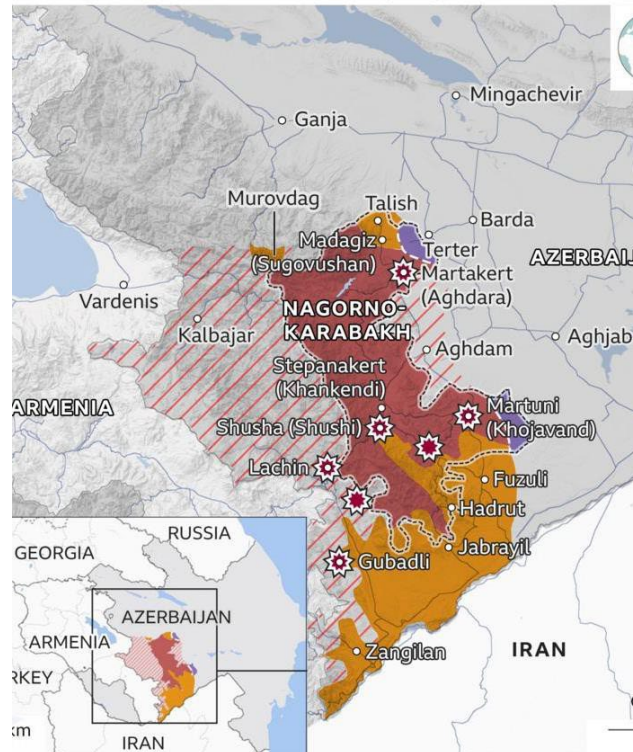 Mingachevir
Ganja
Murovdag
Talish
Barda
Madagiz
(Sugovushan)
Terter
AZERBAIJ
Martakert
(Aghdara)
Vardenis
NAGORNO-
KARABAKH
Kalbajar
Aghjab
Aghdam
Stepanakert
(Khankendi)
ARMENIA
Martuni
(Khojavand)
Shusha (Shushi)
Lachin
Fuzuli
Hadrut
Jabrayil
Gubadli
Zangilan
IRAN
RUSSIA
GEORGIA
AZERBAIJAN
ARMENIA
RKEY
IRAN
km